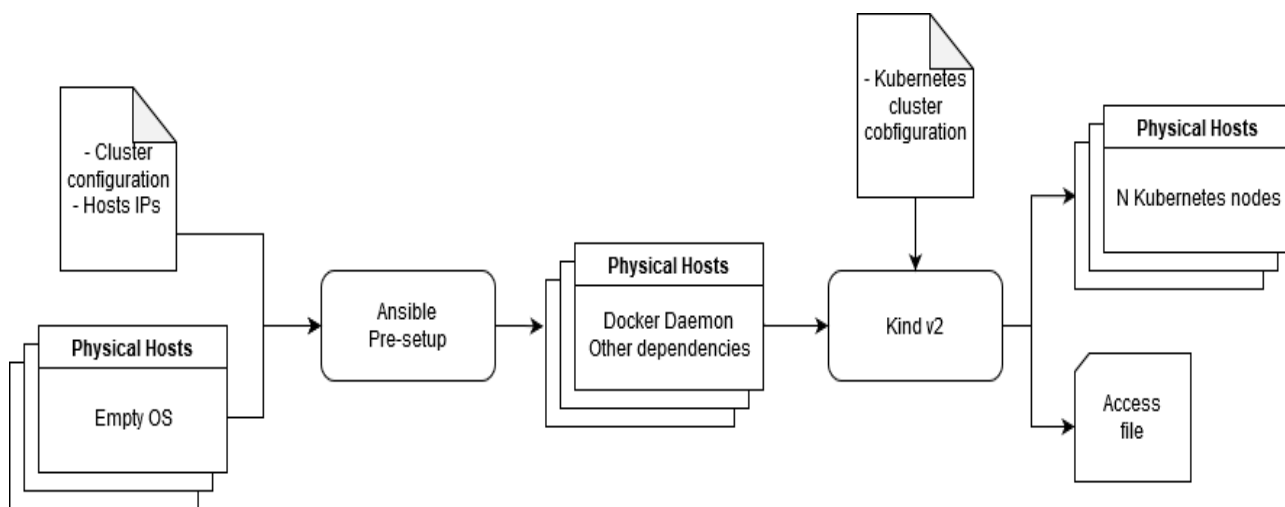 - Cluster
configuration
- Hosts IPs
Physical Hosts
Empty OS
Ansible
Pre-setup
Physical Hosts
Docker Daemon
Other dependencies
- Kubernetes
cluster
cobfiguration
Kind v2
Physical Hosts
N Kubernetes nodes
Access
file